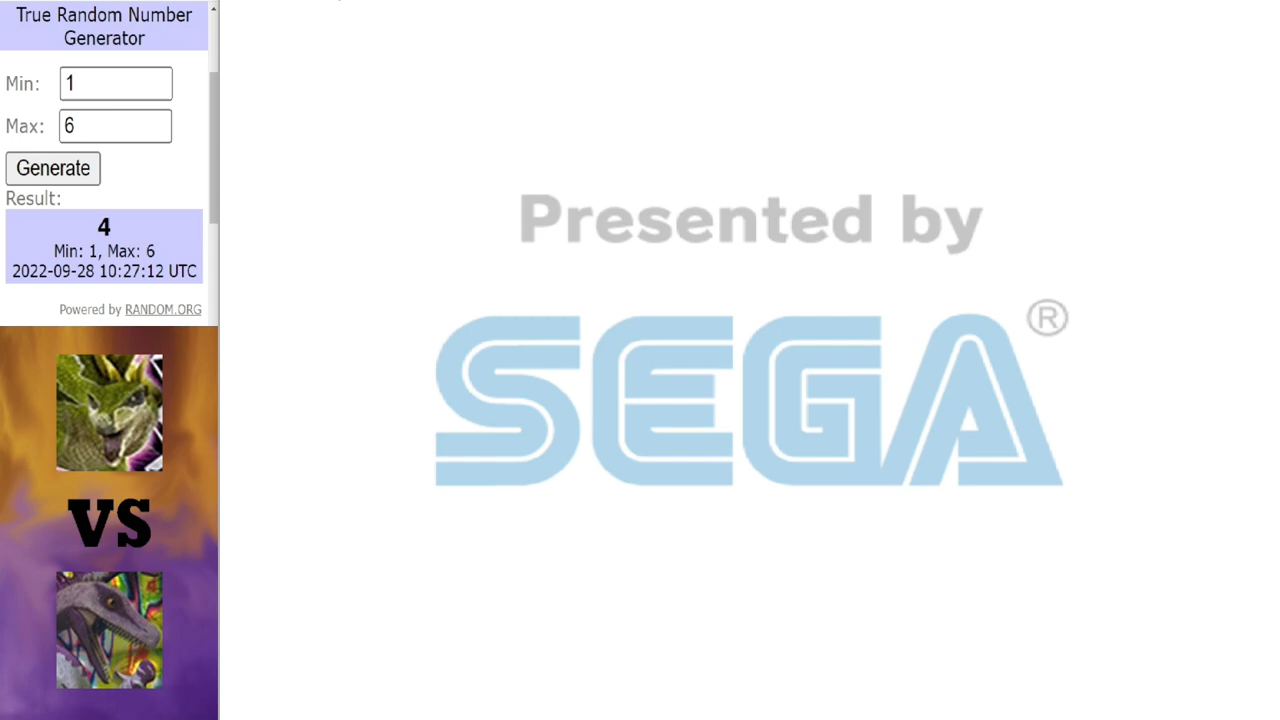 True Random Number
Generator
Min: 1
Max: 6
Generate
Result:
4
Min: 1, Max: 6
2022-09-28 10:27:12 UTC
Powered by RANDOM.ORG
VS
Presented by
SEGA®